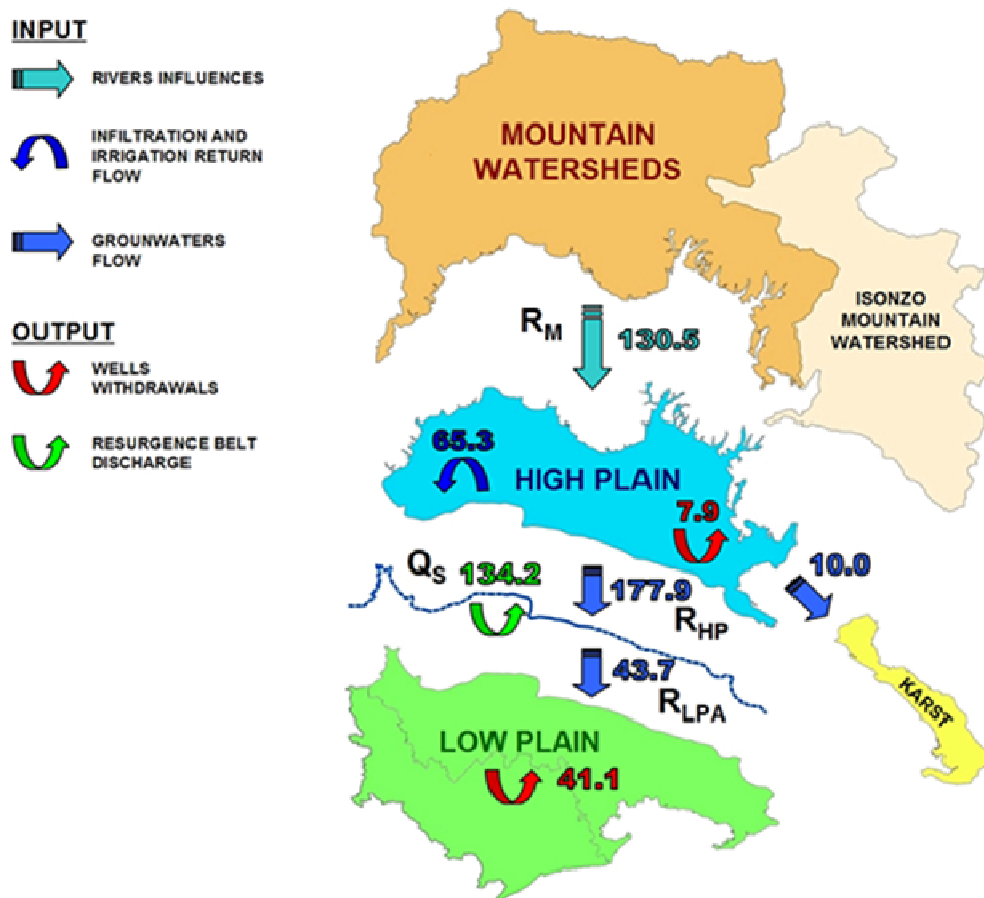 INPUT
RIVERS INFLUENCES
INFILTRATION AND
IRRIGATION RETURN
FLOW
GROUNWATERS
FLOW
OUTPUT
WELLS
WITHDRAWALS
RESURGENCE BELT
DISCHARGE
MOUNTAIN
WATERSHEDS
ISONZO
MOUNTAIN
WATERSHED
RM
130.5
65.3
HIGH PLAIN
7.9
10.0
QS
134.2
177.9
RHP
43.7
RLPA
KARST
LOW PLAIN
41.1